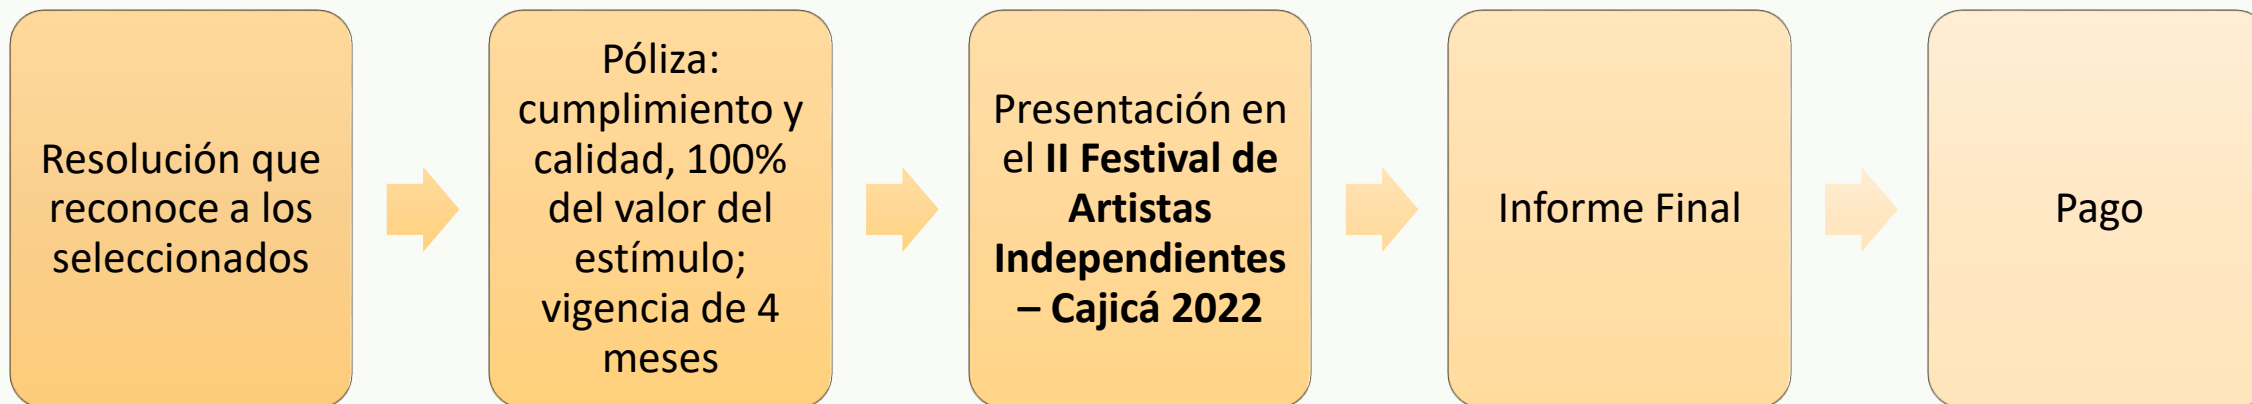 Resolución que
reconoce a los
seleccionados
Póliza:
cumplimiento y
calidad, 100%
del valor del
estímulo;
vigencia de 4
meses
Presentación en
el II Festival de
Artistas
Independientes
– Cajicá 2022
Informe Final
Pago